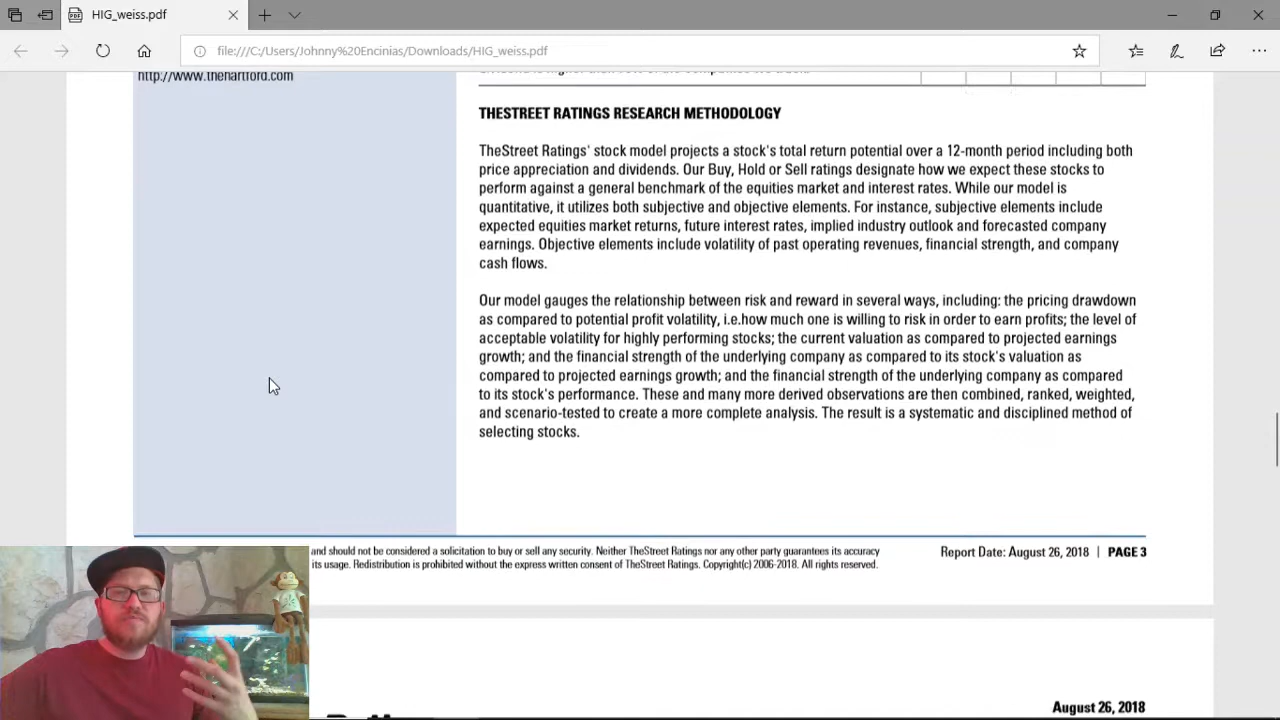 HIG_weiss.pdf
file:///C:/Users/Johnny%20Encinias/Downloads/HIG_weiss.pdf
http://www.thehartford.com
THESTREET RATINGS RESEARCH METHODOLOGY
TheStreet Ratings' stock model projects a stock's total return potential over a 12-month period including both
price appreciation and dividends. Our Buy, Hold or Sell ratings designate how we expect these stocks to
perform against a general benchmark of the equities market and interest rates. While our model is
quantitative, it utilizes both subjective and objective elements. For instance, subjective elements include
expected equities market returns, future interest rates, implied industry outlook and forecasted company
earnings. Objective elements include volatility of past operating revenues, financial strength, and company
cash flows.
Our model gauges the relationship between risk and reward in several ways, including: the pricing drawdown
as compared to potential profit volatility, i.e.how much one is willing to risk in order to earn profits; the level of
acceptable volatility for highly performing stocks; the current valuation as compared to projected earnings
growth; and the financial strength of the underlying company as compared to its stock's valuation as
compared to projected earnings growth; and the financial strength of the underlying company as compared
to its stock's performance. These and many more derived observations are then combined, ranked, weighted,
and scenario-tested to create a more complete analysis. The result is a systematic and disciplined method of
selecting stocks.
and should not be considered a solicitation to buy or sell any security. Neither TheStreet Ratings nor any other party guarantees its accuracy
its usage. Redistribution is prohibited without the express written consent of TheStreet Ratings. Copyright(c) 2006-2018. All rights reserved.
Report Date: August 26, 2018 | PAGE 3
August 26, 2018